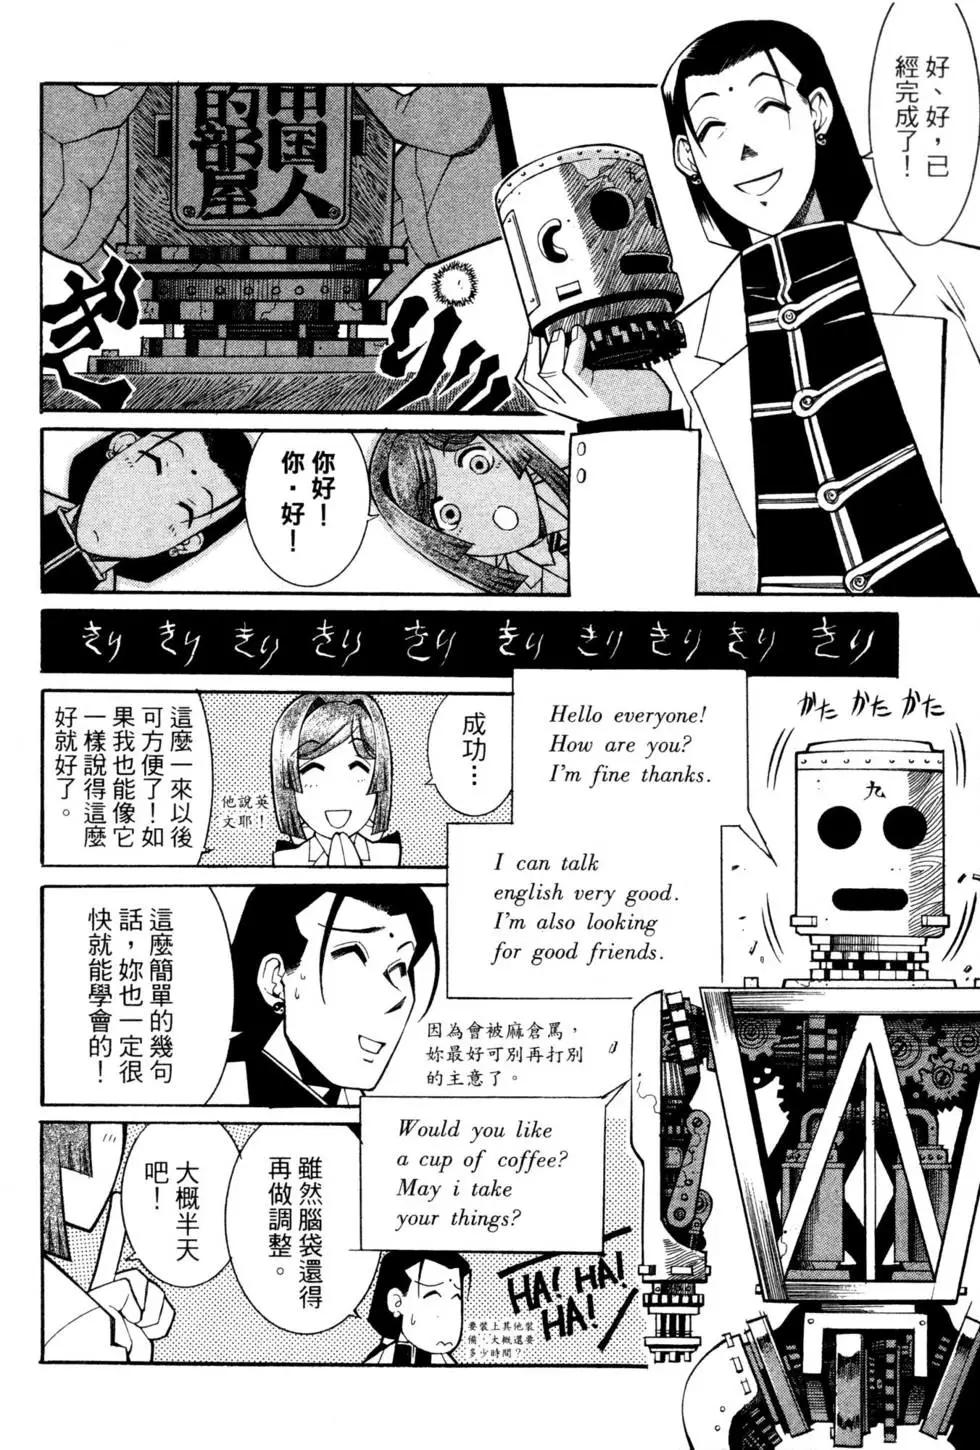 好、好，已
經完成了！
中国人
的部屋
ぎぎ
りりッ
你好！
你·好！
きり きり きり きり きり きり きり きり きり きり
かた かた かた
九
Hello everyone!
How are you?
I'm fine thanks.
成功…
他說英
文耶！
這麼一來以後
可方便了！如
果我也能像它
一樣說得這麼
好就好了。
I can talk
english very good.
I'm also looking
for good friends.
這麼簡單的幾句
話，妳也一定很
快就能學會的！
因為會被麻倉罵，
妳最好可別再打別
的主意了。
Would you like
a cup of coffee?
May i take
your things?
HA! HA!
HA!
雖然腦袋還得
再做調整。
要裝上其他裝
備，大概還要
多少時間？
大概半天
吧！